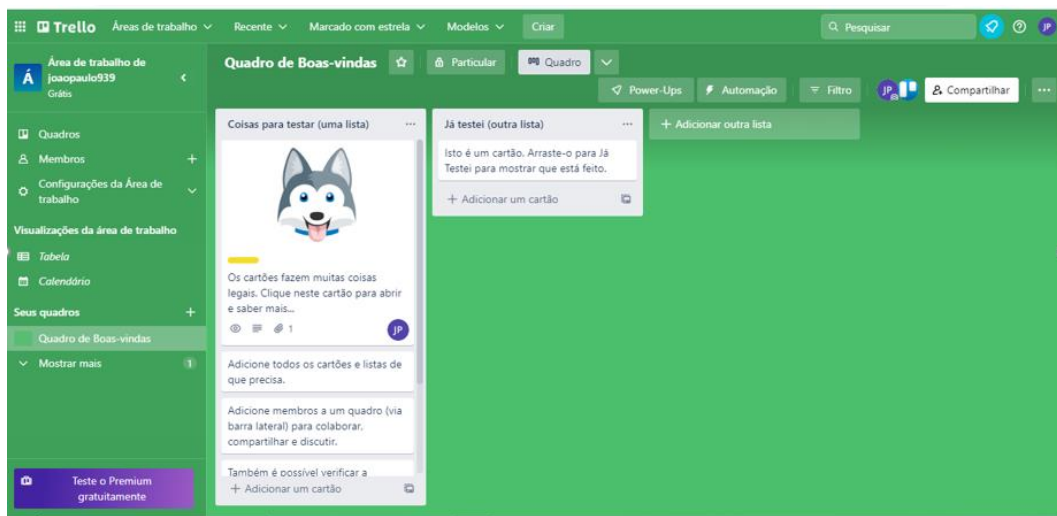 Trello Áreas de trabalho Recente Marcado com estrela Modelos Criar Pesquisar JP
Á
Área de trabalho de
joaopaulo939
Grátis
Quadros
Membros
Configurações da Área de
trabalho
Visualizações da área de trabalho
Tabela
Calendário
Seus quadros
Quadro de Boas-vindas
Mostrar mais 1
Teste o Premium
gratuitamente
Quadro de Boas-vindas Particular Quadro
Power-Ups Automação Filtro JP Compartilhar
Coisas para testar (uma lista)
Os cartões fazem muitas coisas
legais. Clique neste cartão para abrir
e saber mais...
1 JP
Adicione todos os cartões e listas de
que precisa.
Adicione membros a um quadro (via
barra lateral) para colaborar,
compartilhar e discutir.
Também é possível verificar a
+ Adicionar um cartão
Já testei (outra lista)
Isto é um cartão. Arraste-o para Já
Testei para mostrar que está feito.
+ Adicionar um cartão
+ Adicionar outra lista